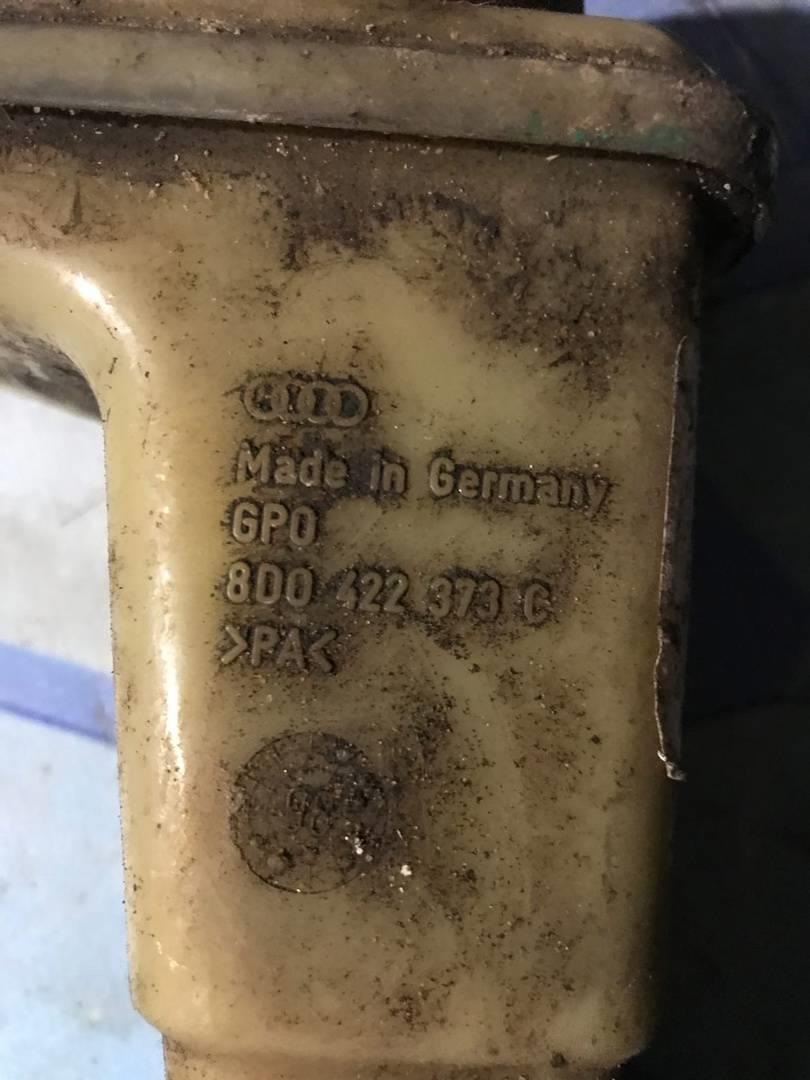 Made in Germany
GPO
8D0 422 373 C
>PA<